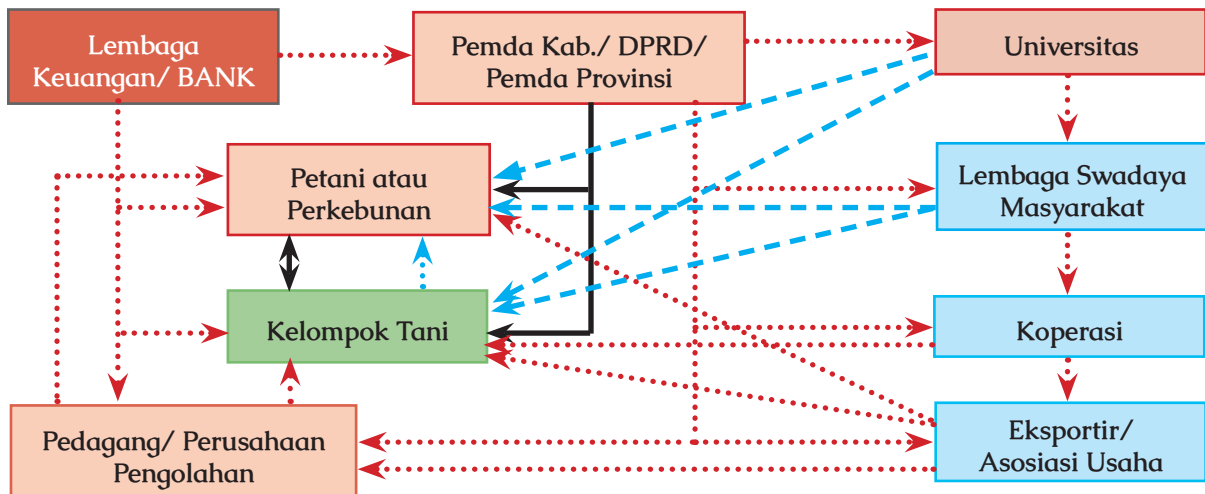 Lembaga
Keuangan/ BANK
Pemda Kab./ DPRD/
Pemda Provinsi
Universitas
Petani atau
Perkebunan
Lembaga Swadaya
Masyarakat
Kelompok Tani
Koperasi
Pedagang/ Perusahaan
Pengolahan
Eksportir/
Asosiasi Usaha